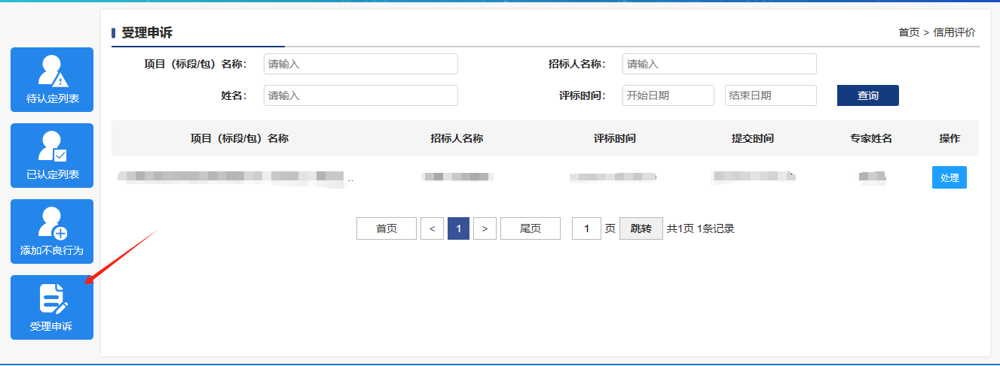 受理申诉
首页 > 信用评价
待认定列表
已认定列表
添加不良行为
受理申诉
项目（标段/包）名称： 请输入 招标人名称： 请输入
姓名： 请输入 评标时间： 开始日期 结束日期 查询
项目（标段/包）名称 招标人名称 评标时间 提交时间 专家姓名 操作
.. 处理
首页 < 1 > 尾页 1 页 跳转 共1页 1条记录